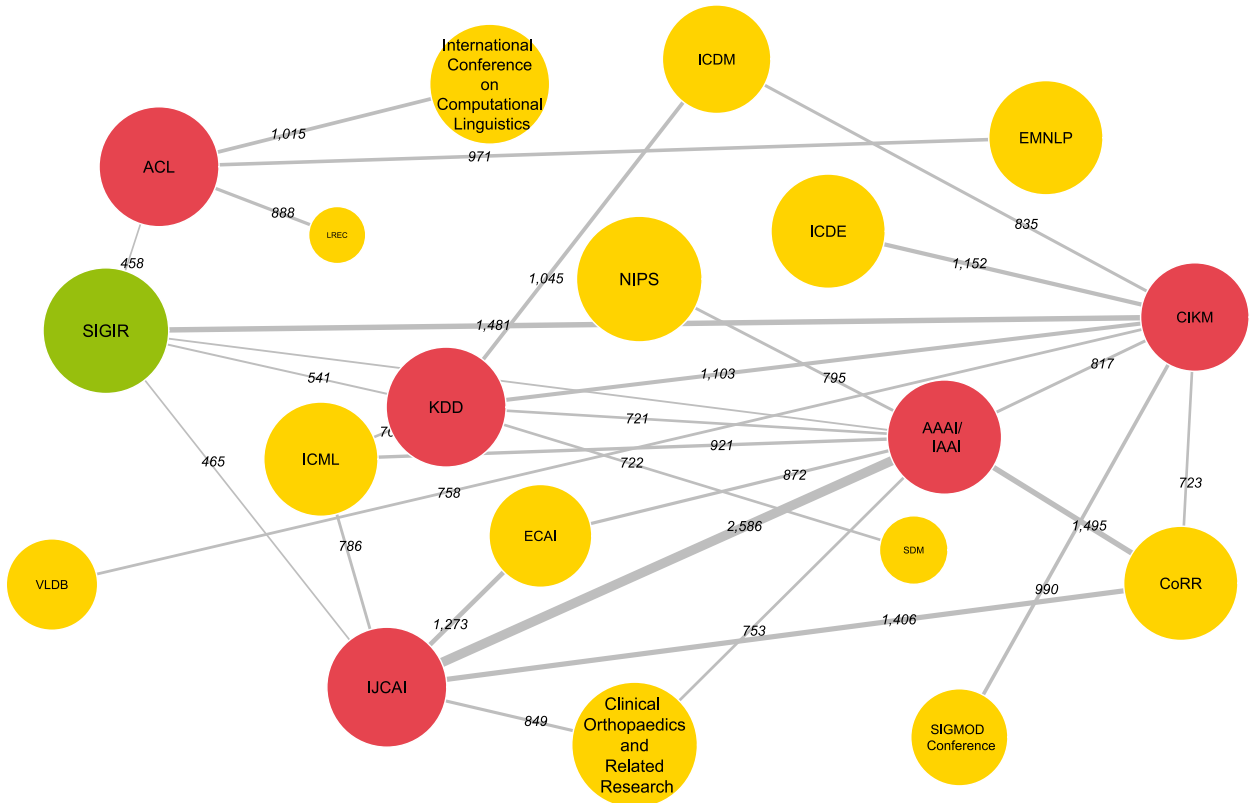 International
Conference
on
Computational
Linguistics
ICDM
EMNLP
1,015
ACL
971
888
LREC
ICDE
835
458
1,045
NIPS
1,152
SIGIR
1,481
CIKM
541
1,103
795
817
KDD
721
AAAI/
IAAI
921
ICML
465
722
872
758
723
2,586
1,495
ECAI
786
SDM
VLDB
CoRR
990
1,406
1,273
753
IJCAI
849
Clinical
Orthopaedics
and
Related
Research
SIGMOD
Conference